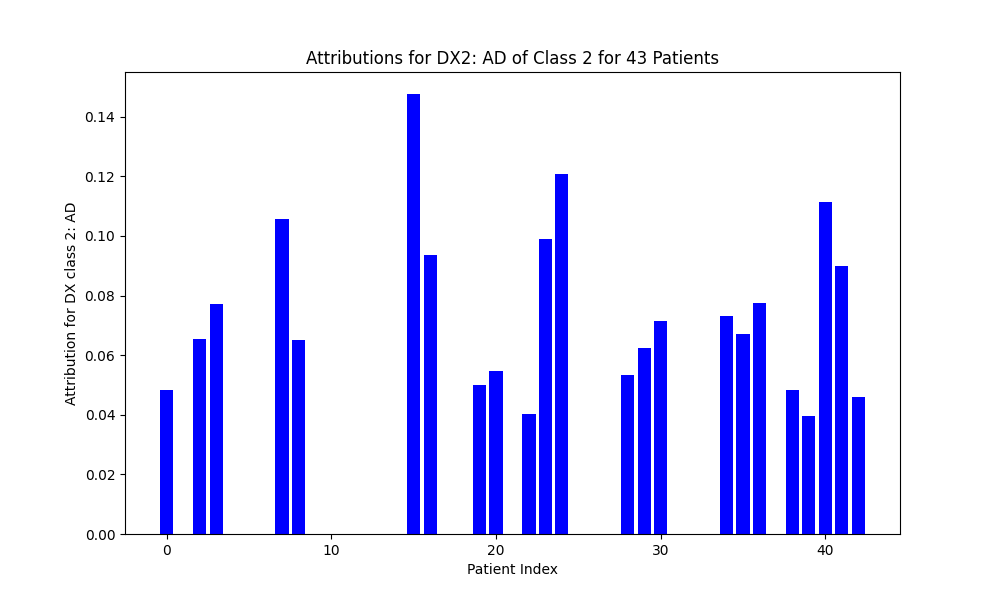 Attributions for DX2: AD of Class 2 for 43 Patients
Attribution for DX class 2: AD
0.14
0.12
0.10
0.08
0.06
0.04
0.02
0.00
0 10 20 30 40
Patient Index